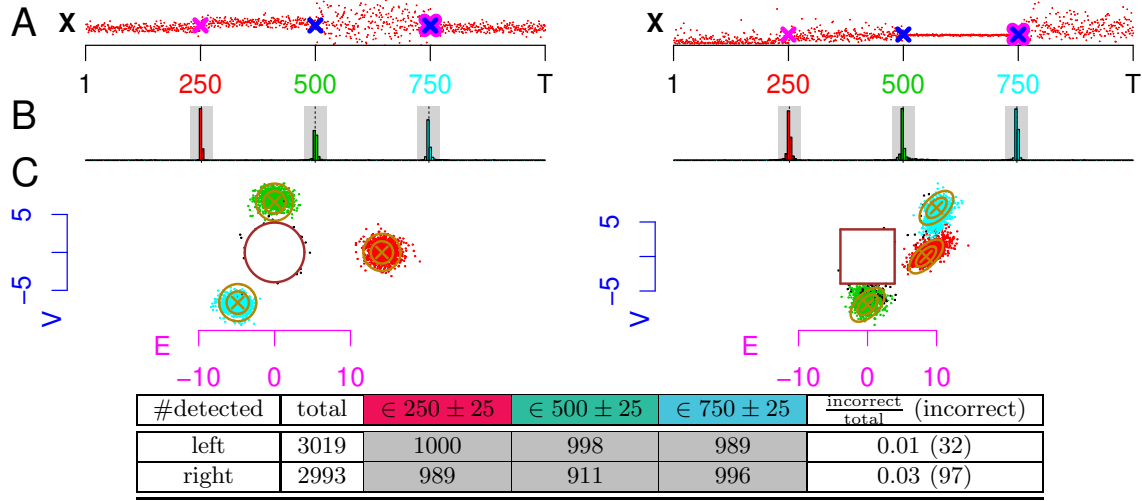 A X X
1 250 500 750 T 1 250 500 750 T
B
C
5 5
−5 −5
V V
E E
−10 0 10 −10 0 10
#detected total ∈ 250 ± 25 ∈ 500 ± 25 ∈ 750 ± 25 incorrect/total (incorrect)
left 3019 1000 998 989 0.01 (32)
right 2993 989 911 996 0.03 (97)